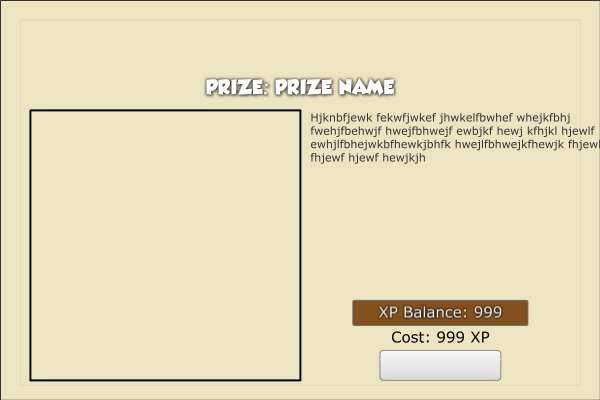 PRIZE: PRIZE NAME
Hjknbfjewk fekwfjwkef jhwkelfbwhef whejkfbhj
fwehjfbehwjf hwejfbhwejf ewbjkf hewj kfhjkl hjewlf
ewhjlfbhejwkbfhewkjbhfk hwejlfbhwejkfhewjk fhjewl
fhjewf hjewf hewjkjh
XP Balance: 999
Cost: 999 XP